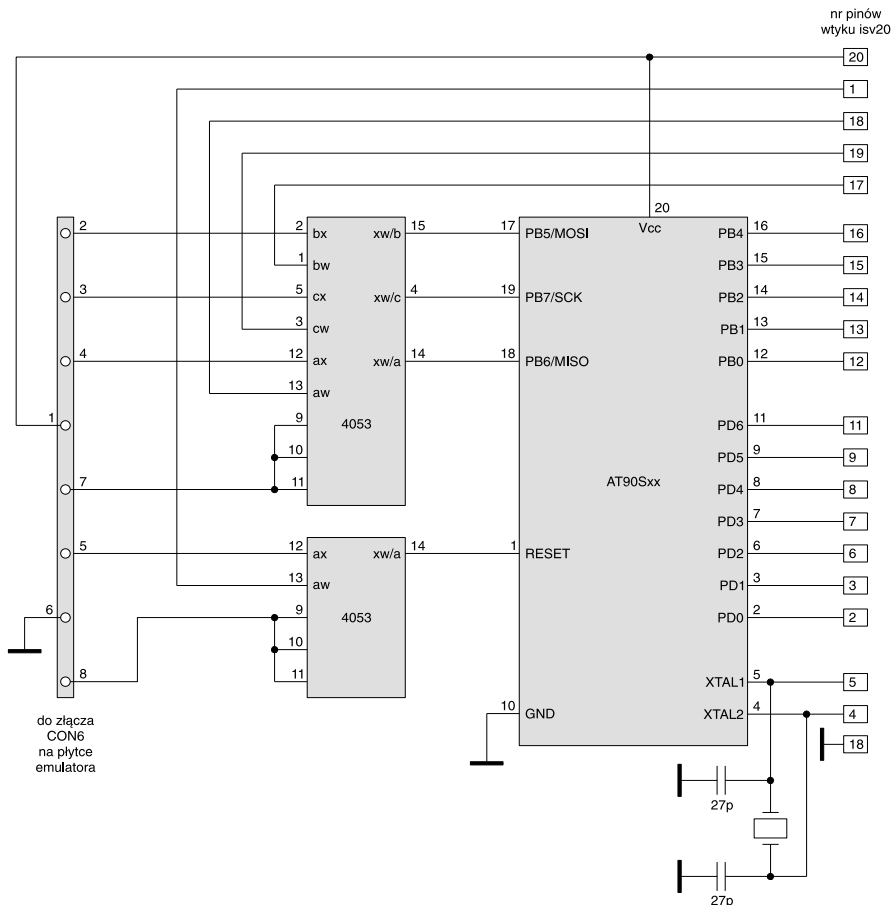 nr pinów
wtyku isv20
20
1
18
19
17
20
Vcc
2 2 bx xw/b 15 17 PB5/MOSI PB4 16 16
1 bw PB3 15 15
3 5 cx xw/c 4 19 PB7/SCK PB2 14 14
3 cw PB1 13 13
4 12 ax xw/a 14 18 PB6/MISO PB0 12 12
13 aw
1 9 4053 PD6 11 11
10 PD5 9 9
7 11 AT90Sxx PD4 8 8
PD3 7 7
5 12 ax xw/a 14 1 RESET PD2 6 6
13 aw PD1 3 3
6 9 4053 PD0 2 2
10
8 11 XTAL1 5 5
10 GND XTAL2 4 4
18
do złącza
CON6
na płytce
emulatora
27p
27p